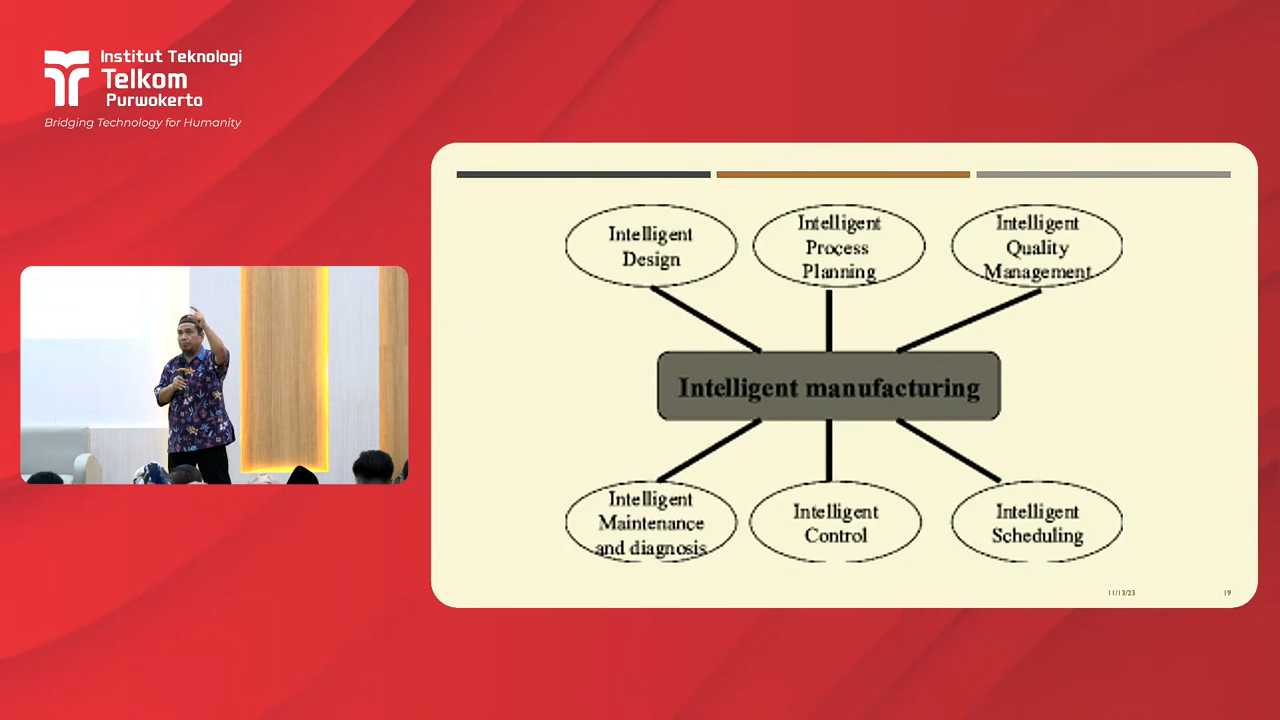 Institut Teknologi
Telkom
Purwokerto
Bridging Technology for Humanity
Intelligent
Design
Intelligent
Process
Planning
Intelligent
Quality
Management
Intelligent manufacturing
Intelligent
Maintenance
and diagnosis
Intelligent
Control
Intelligent
Scheduling
11/13/23
19